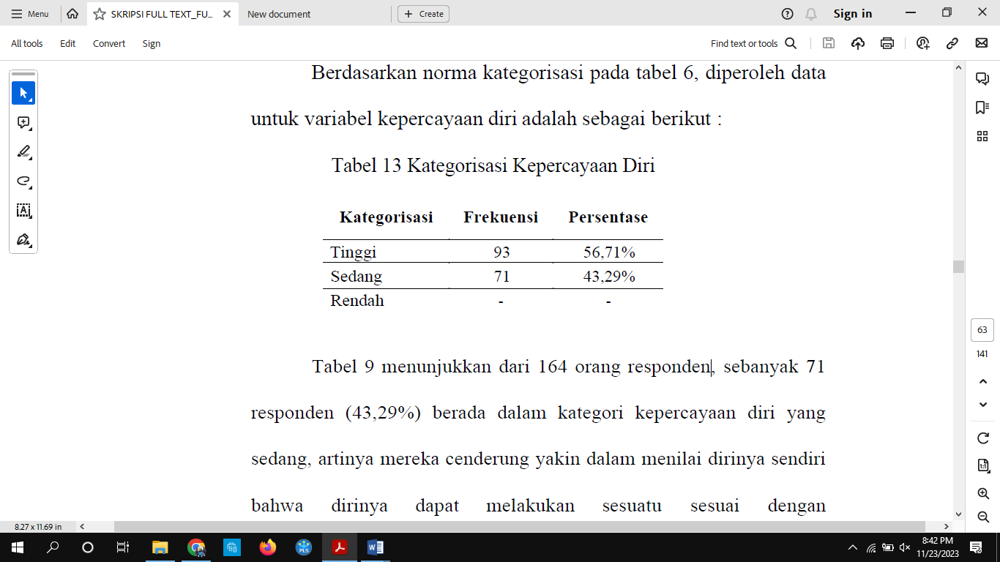 Menu
SKRIPSI FULL TEXT_FU...
New document
Create
Sign in
All tools
Edit
Convert
Sign
Find text or tools
Berdasarkan norma kategorisasi pada tabel 6, diperoleh data
untuk variabel kepercayaan diri adalah sebagai berikut :
Tabel 13 Kategorisasi Kepercayaan Diri
Kategorisasi Frekuensi Persentase
Tinggi 93 56,71%
Sedang 71 43,29%
Rendah - -
Tabel 9 menunjukkan dari 164 orang responden, sebanyak 71
responden (43,29%) berada dalam kategori kepercayaan diri yang
sedang, artinya mereka cenderung yakin dalam menilai dirinya sendiri
bahwa dirinya dapat melakukan sesuatu sesuai dengan
63
141
1:1
8.27 x 11.69 in
PLS
8:42 PM
11/23/2023